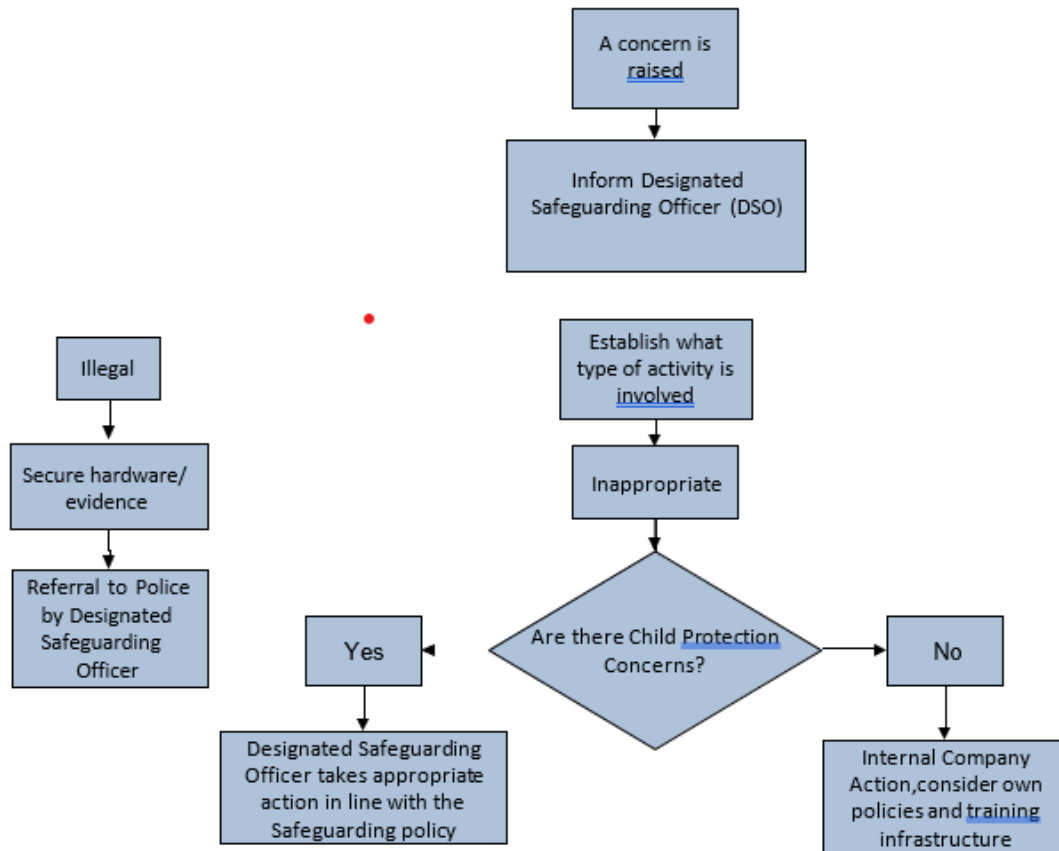 A concern is
raised
Inform Designated
Safeguarding Officer (DSO)
Establish what
type of activity is
involved
Illegal
Secure hardware/
evidence
Inappropriate
Referral to Police
by Designated
Safeguarding
Officer
Are there Child Protection
Concerns?
Yes
No
Designated Safeguarding
Officer takes appropriate
action in line with the
Safeguarding policy
Internal Company
Action,consider own
policies and training
infrastructure